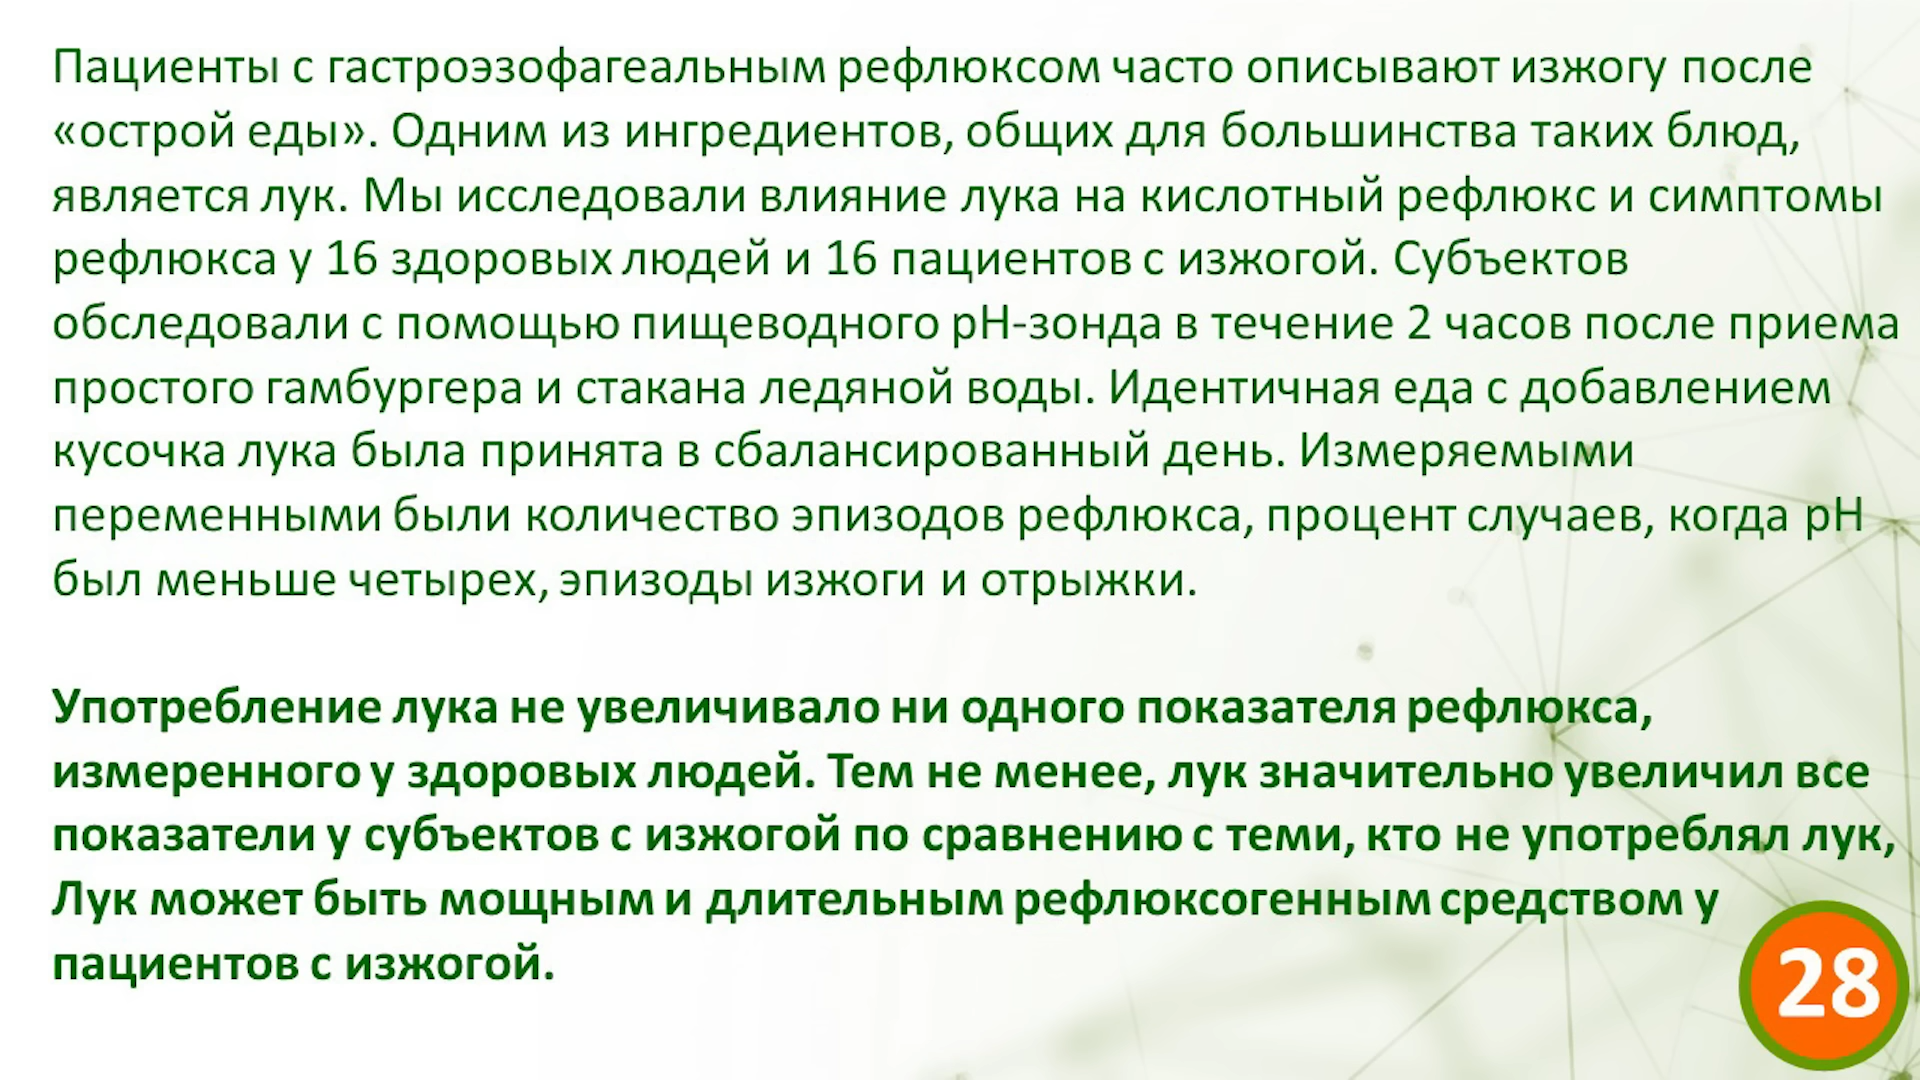 Пациенты с гастроэзофагеальным рефлюксом часто описывают изжогу после
«острой еды». Одним из ингредиентов, общих для большинства таких блюд,
является лук. Мы исследовали влияние лука на кислотный рефлюкс и симптомы
рефлюкса у 16 здоровых людей и 16 пациентов с изжогой. Субъектов
обследовали с помощью пищеводного pH-зонда в течение 2 часов после приема
простого гамбургера и стакана ледяной воды. Идентичная еда с добавлением
кусочка лука была принята в сбалансированный день. Измеряемыми
переменными были количество эпизодов рефлюкса, процент случаев, когда pH
был меньше четырех, эпизоды изжоги и отрыжки.
Употребление лука не увеличивало ни одного показателя рефлюкса,
измеренного у здоровых людей. Тем не менее, лук значительно увеличил все
показатели у субъектов с изжогой по сравнению с теми, кто не употреблял лук,
Лук может быть мощным и длительным рефлюксогенным средством у
пациентов с изжогой.
28